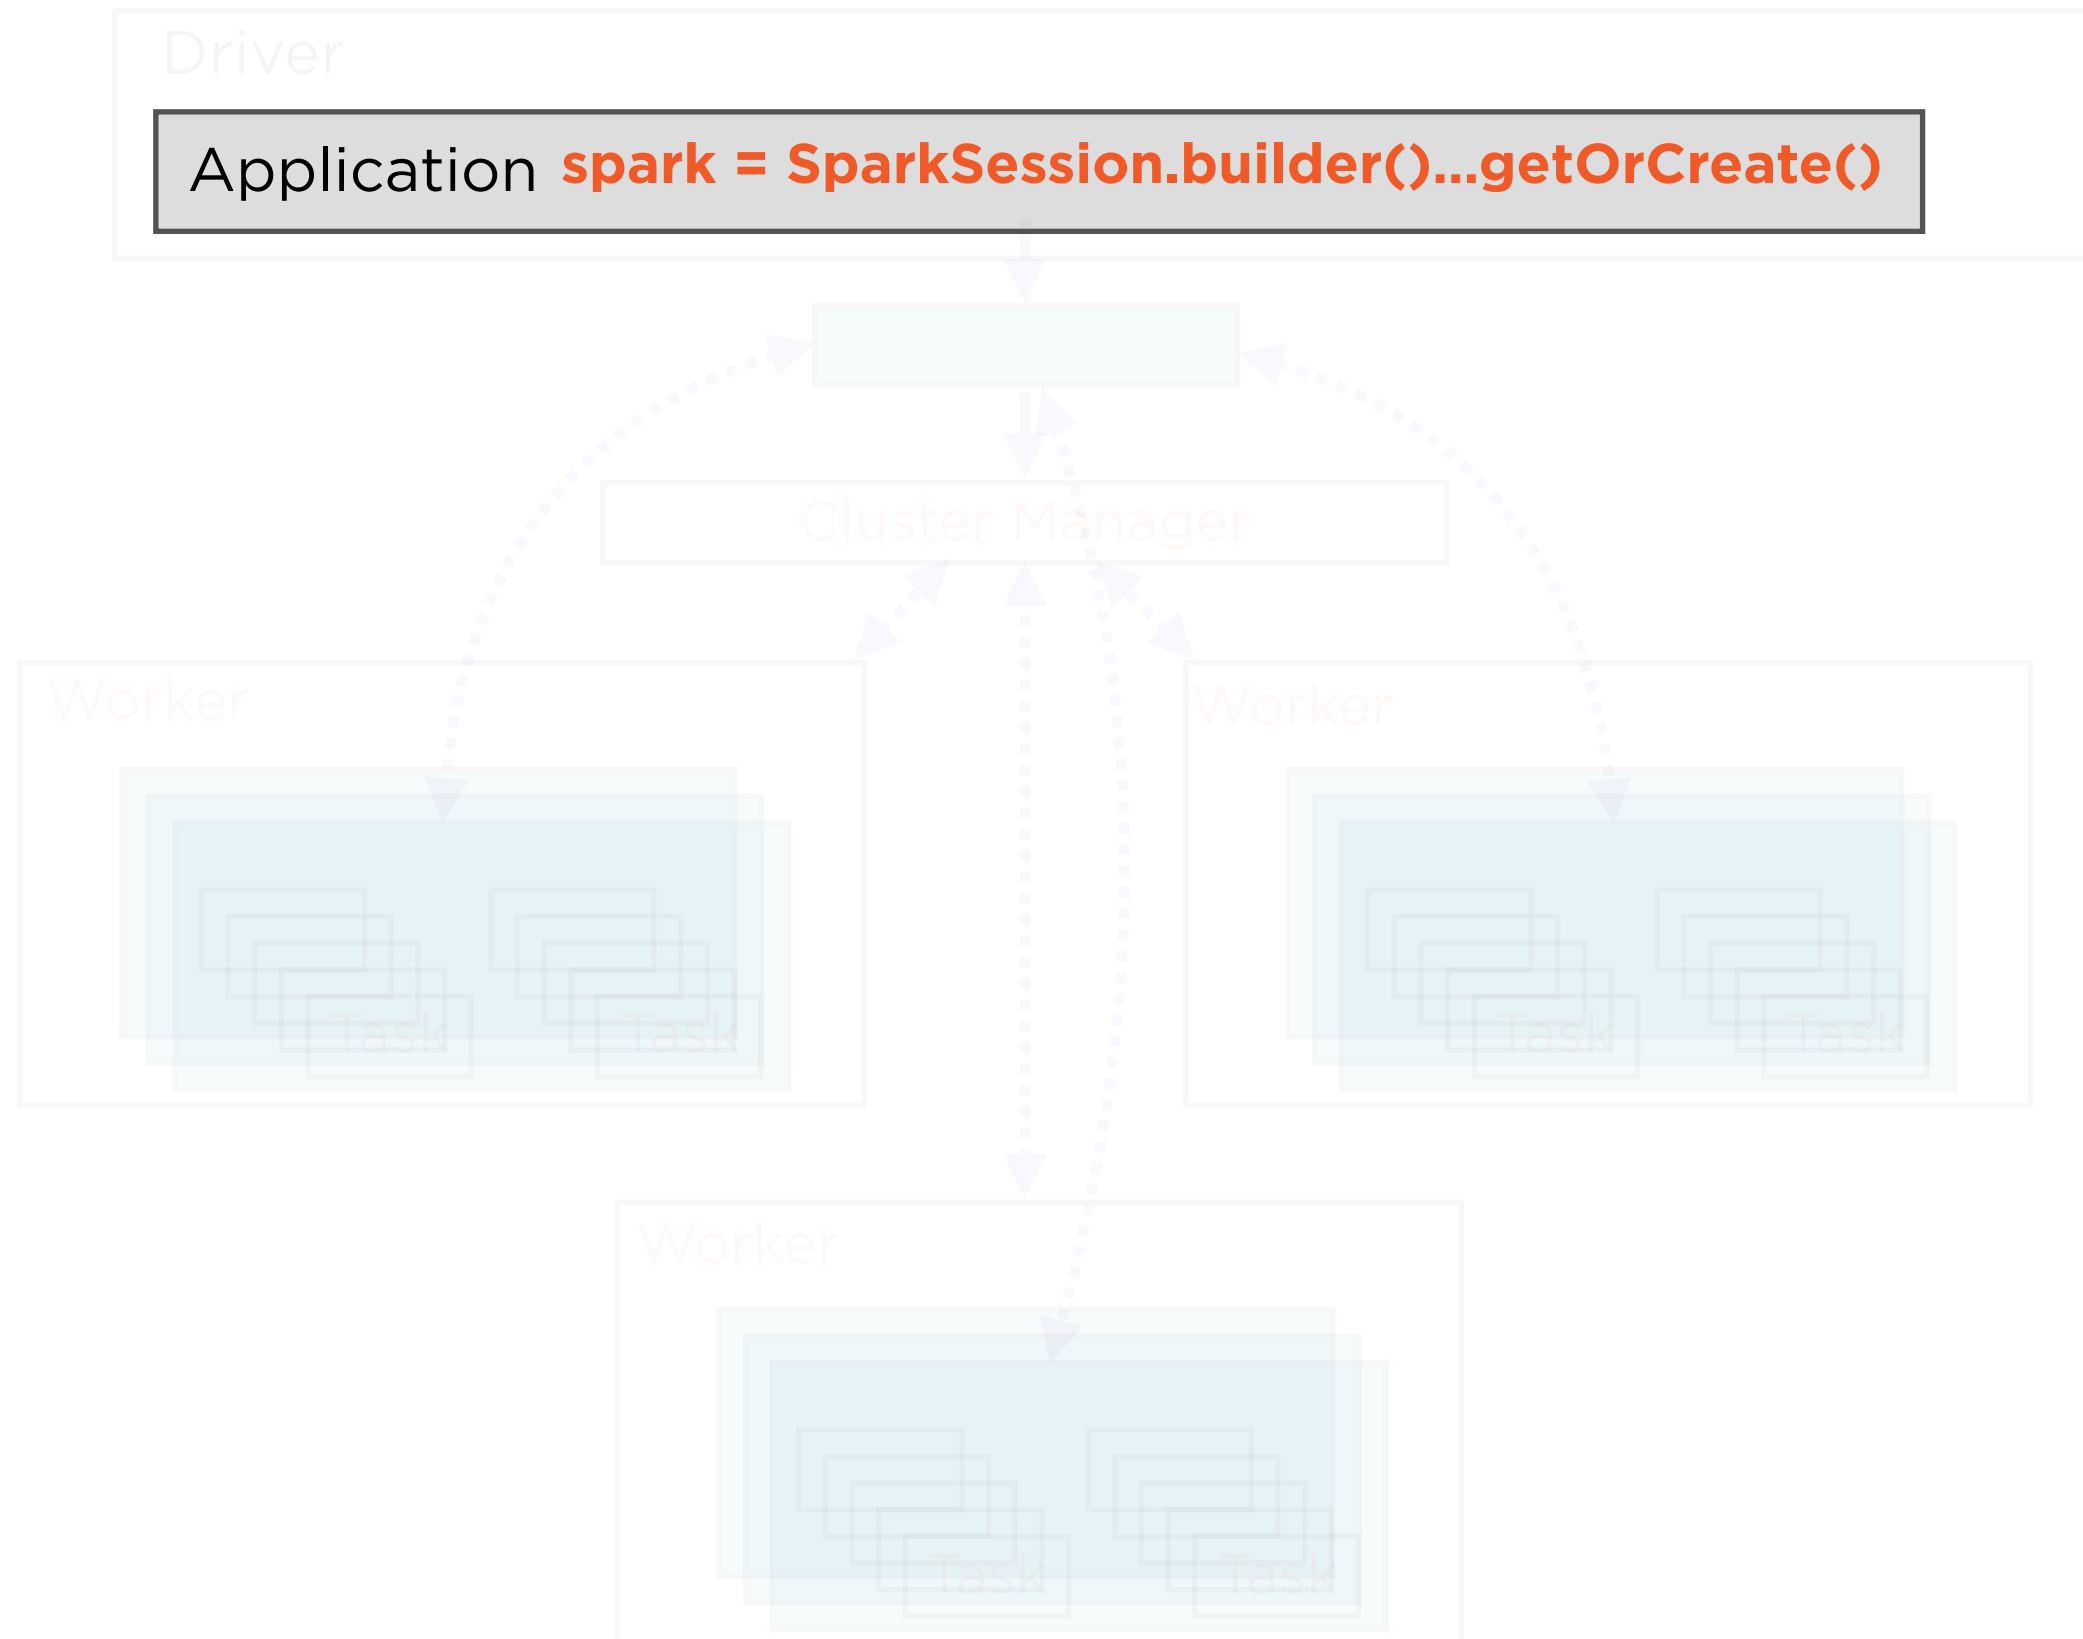 Driver
Application spark = SparkSession.builder()...getOrCreate()
Cluster Manager
Worker
Worker
Task
Task
Task
Task
Worker
Task
Task